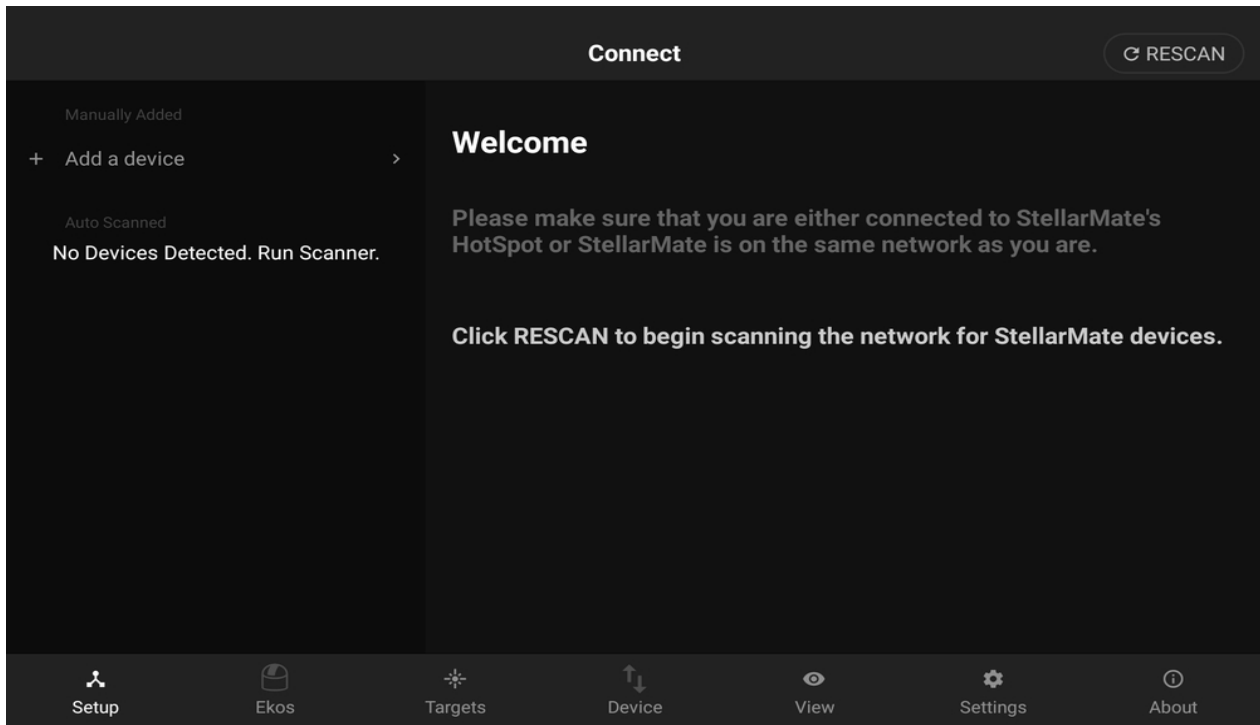 Connect
RESCAN
Manually Added
+ Add a device >
Auto Scanned
No Devices Detected. Run Scanner.
Welcome
Please make sure that you are either connected to StellarMate's
HotSpot or StellarMate is on the same network as you are.
Click RESCAN to begin scanning the network for StellarMate devices.
Setup
Ekos
Targets
Device
View
Settings
About